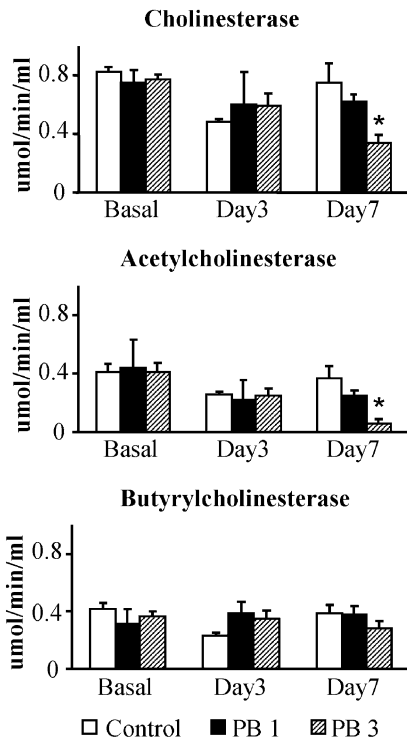 Cholinesterase
umol/min/ml
0.8
0.4
0
*
Basal Day3 Day7
Acetylcholinesterase
umol/min/ml
0.8
0.4
0
*
Basal Day3 Day7
Butyrylcholinesterase
umol/min/ml
0.8
0.4
0
Basal Day3 Day7
Control PB 1 PB 3